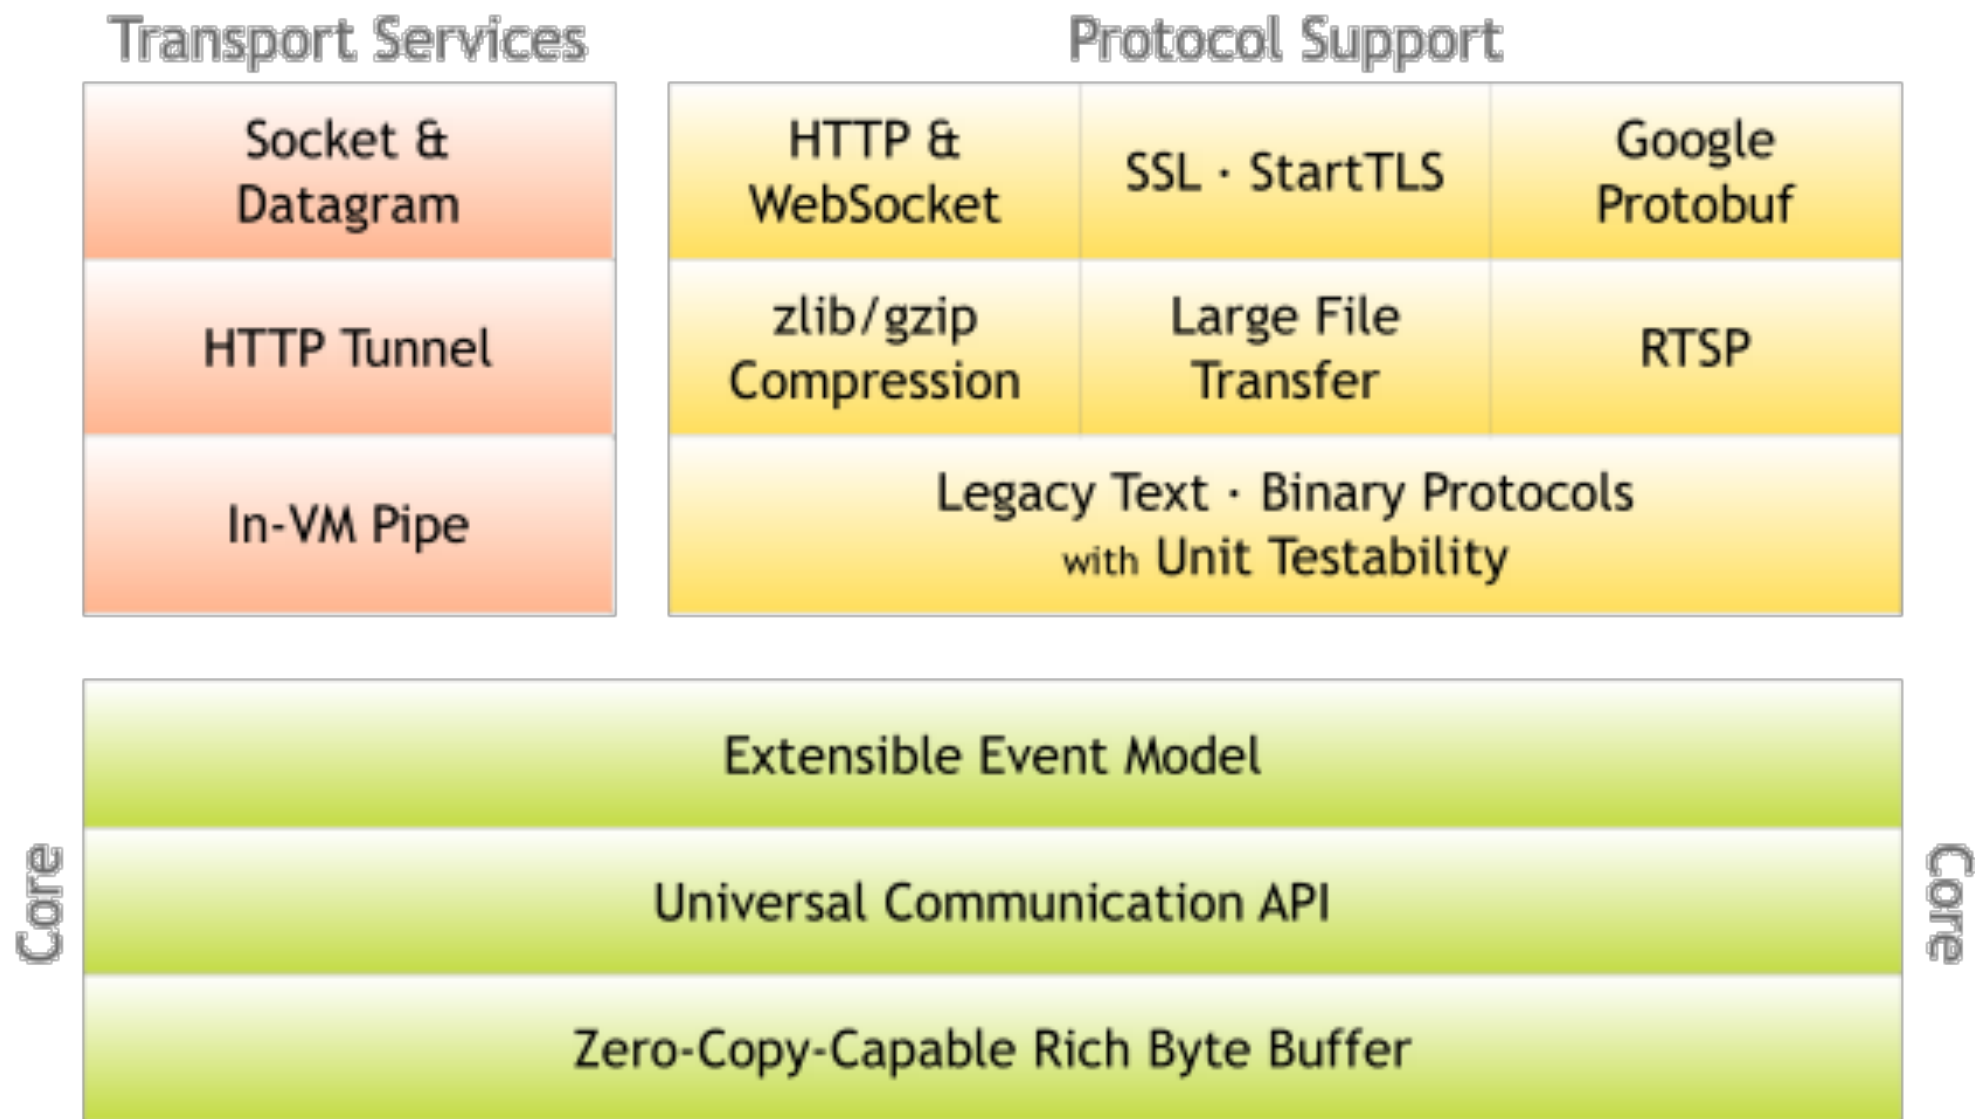 Transport Services
Protocol Support
Socket &
Datagram
HTTP Tunnel
In-VM Pipe
HTTP &
WebSocket
SSL · StartTLS
Google
Protobuf
zlib/gzip
Compression
Large File
Transfer
RTSP
Legacy Text · Binary Protocols
with Unit Testability
Core
Extensible Event Model
Universal Communication API
Zero-Copy-Capable Rich Byte Buffer
Core